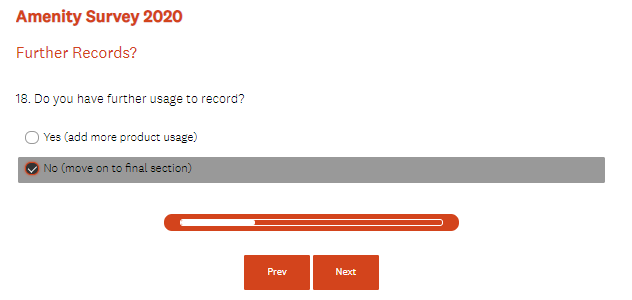 Amenity Survey 2020
Further Records?
18. Do you have further usage to record?
Yes (add more product usage)
No (move on to final section)
Prev Next